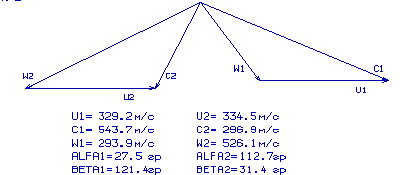 W2
C2
U2
W1
C1
U1
U1= 329.2м/с U2= 334.5м/с
C1= 543.7м/с C2= 296.9м/с
W1= 293.9м/с W2= 526.1м/с
ALFA1=27.5 гр ALFA2=112.7гр
BETA1=121.4гр BETA2=31.4 гр